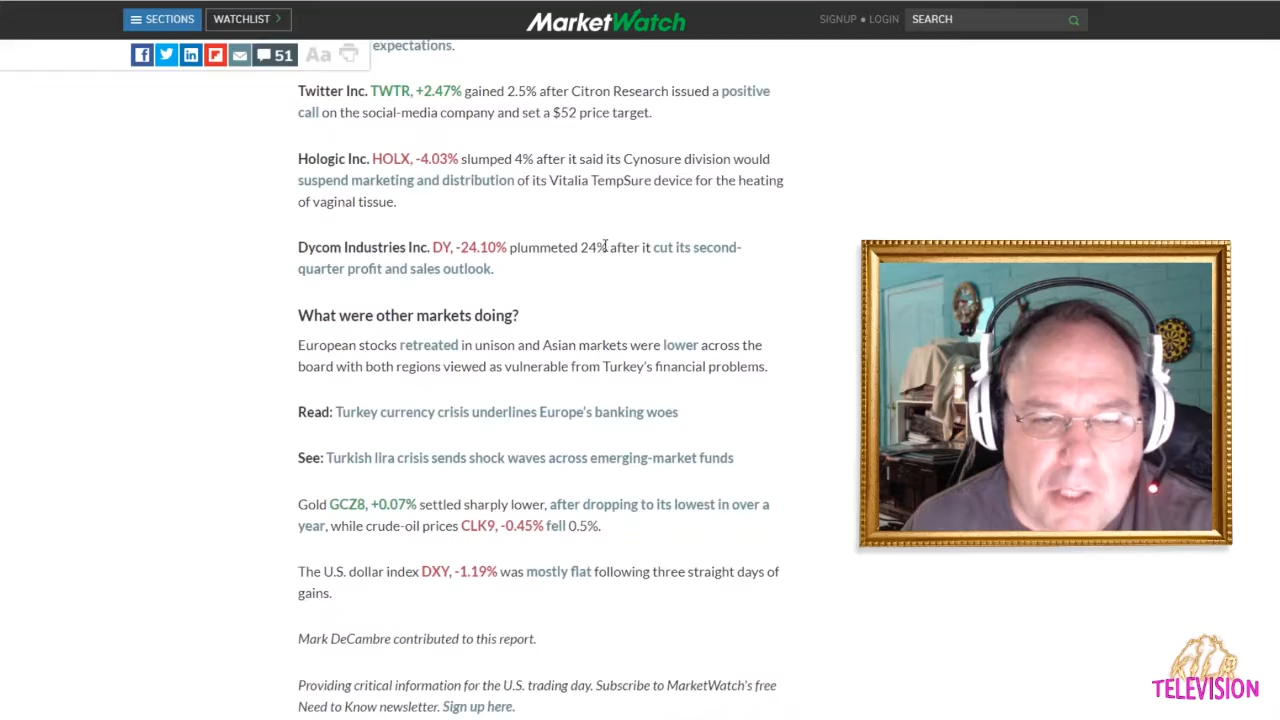 SECTIONS
WATCHLIST
MarketWatch
SIGNUP • LOGIN
SEARCH
51
Aa
expectations.
Twitter Inc. TWTR, +2.47% gained 2.5% after Citron Research issued a positive
call on the social-media company and set a $52 price target.
Hologic Inc. HOLX, -4.03% slumped 4% after it said its Cynosure division would
suspend marketing and distribution of its Vitalia TempSure device for the heating
of vaginal tissue.
Dycom Industries Inc. DY, -24.10% plummeted 24% after it cut its second-
quarter profit and sales outlook.
What were other markets doing?
European stocks retreated in unison and Asian markets were lower across the
board with both regions viewed as vulnerable from Turkey's financial problems.
Read: Turkey currency crisis underlines Europe's banking woes
See: Turkish lira crisis sends shock waves across emerging-market funds
Gold GCZ8, +0.07% settled sharply lower, after dropping to its lowest in over a
year, while crude-oil prices CLK9, -0.45% fell 0.5%.
The U.S. dollar index DXY, -1.19% was mostly flat following three straight days of
gains.
Mark DeCambre contributed to this report.
Providing critical information for the U.S. trading day. Subscribe to MarketWatch's free
Need to Know newsletter. Sign up here.
KILR
TELEVISION